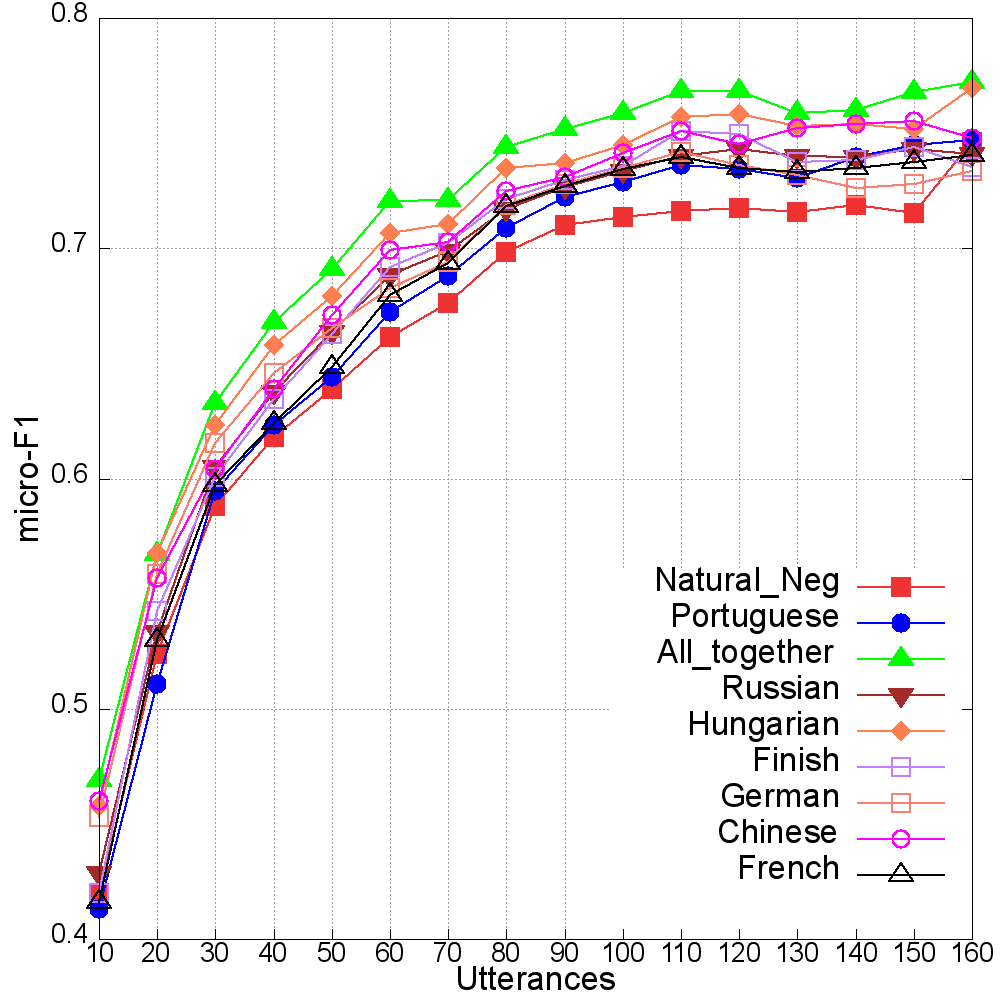 0.8
0.7
0.6
0.5
0.4
micro-F1
Natural_Neg
Portuguese
All_together
Russian
Hungarian
Finish
German
Chinese
French
10 20 30 40 50 60 70 80 90 100 110 120 130 140 150 160
Utterances